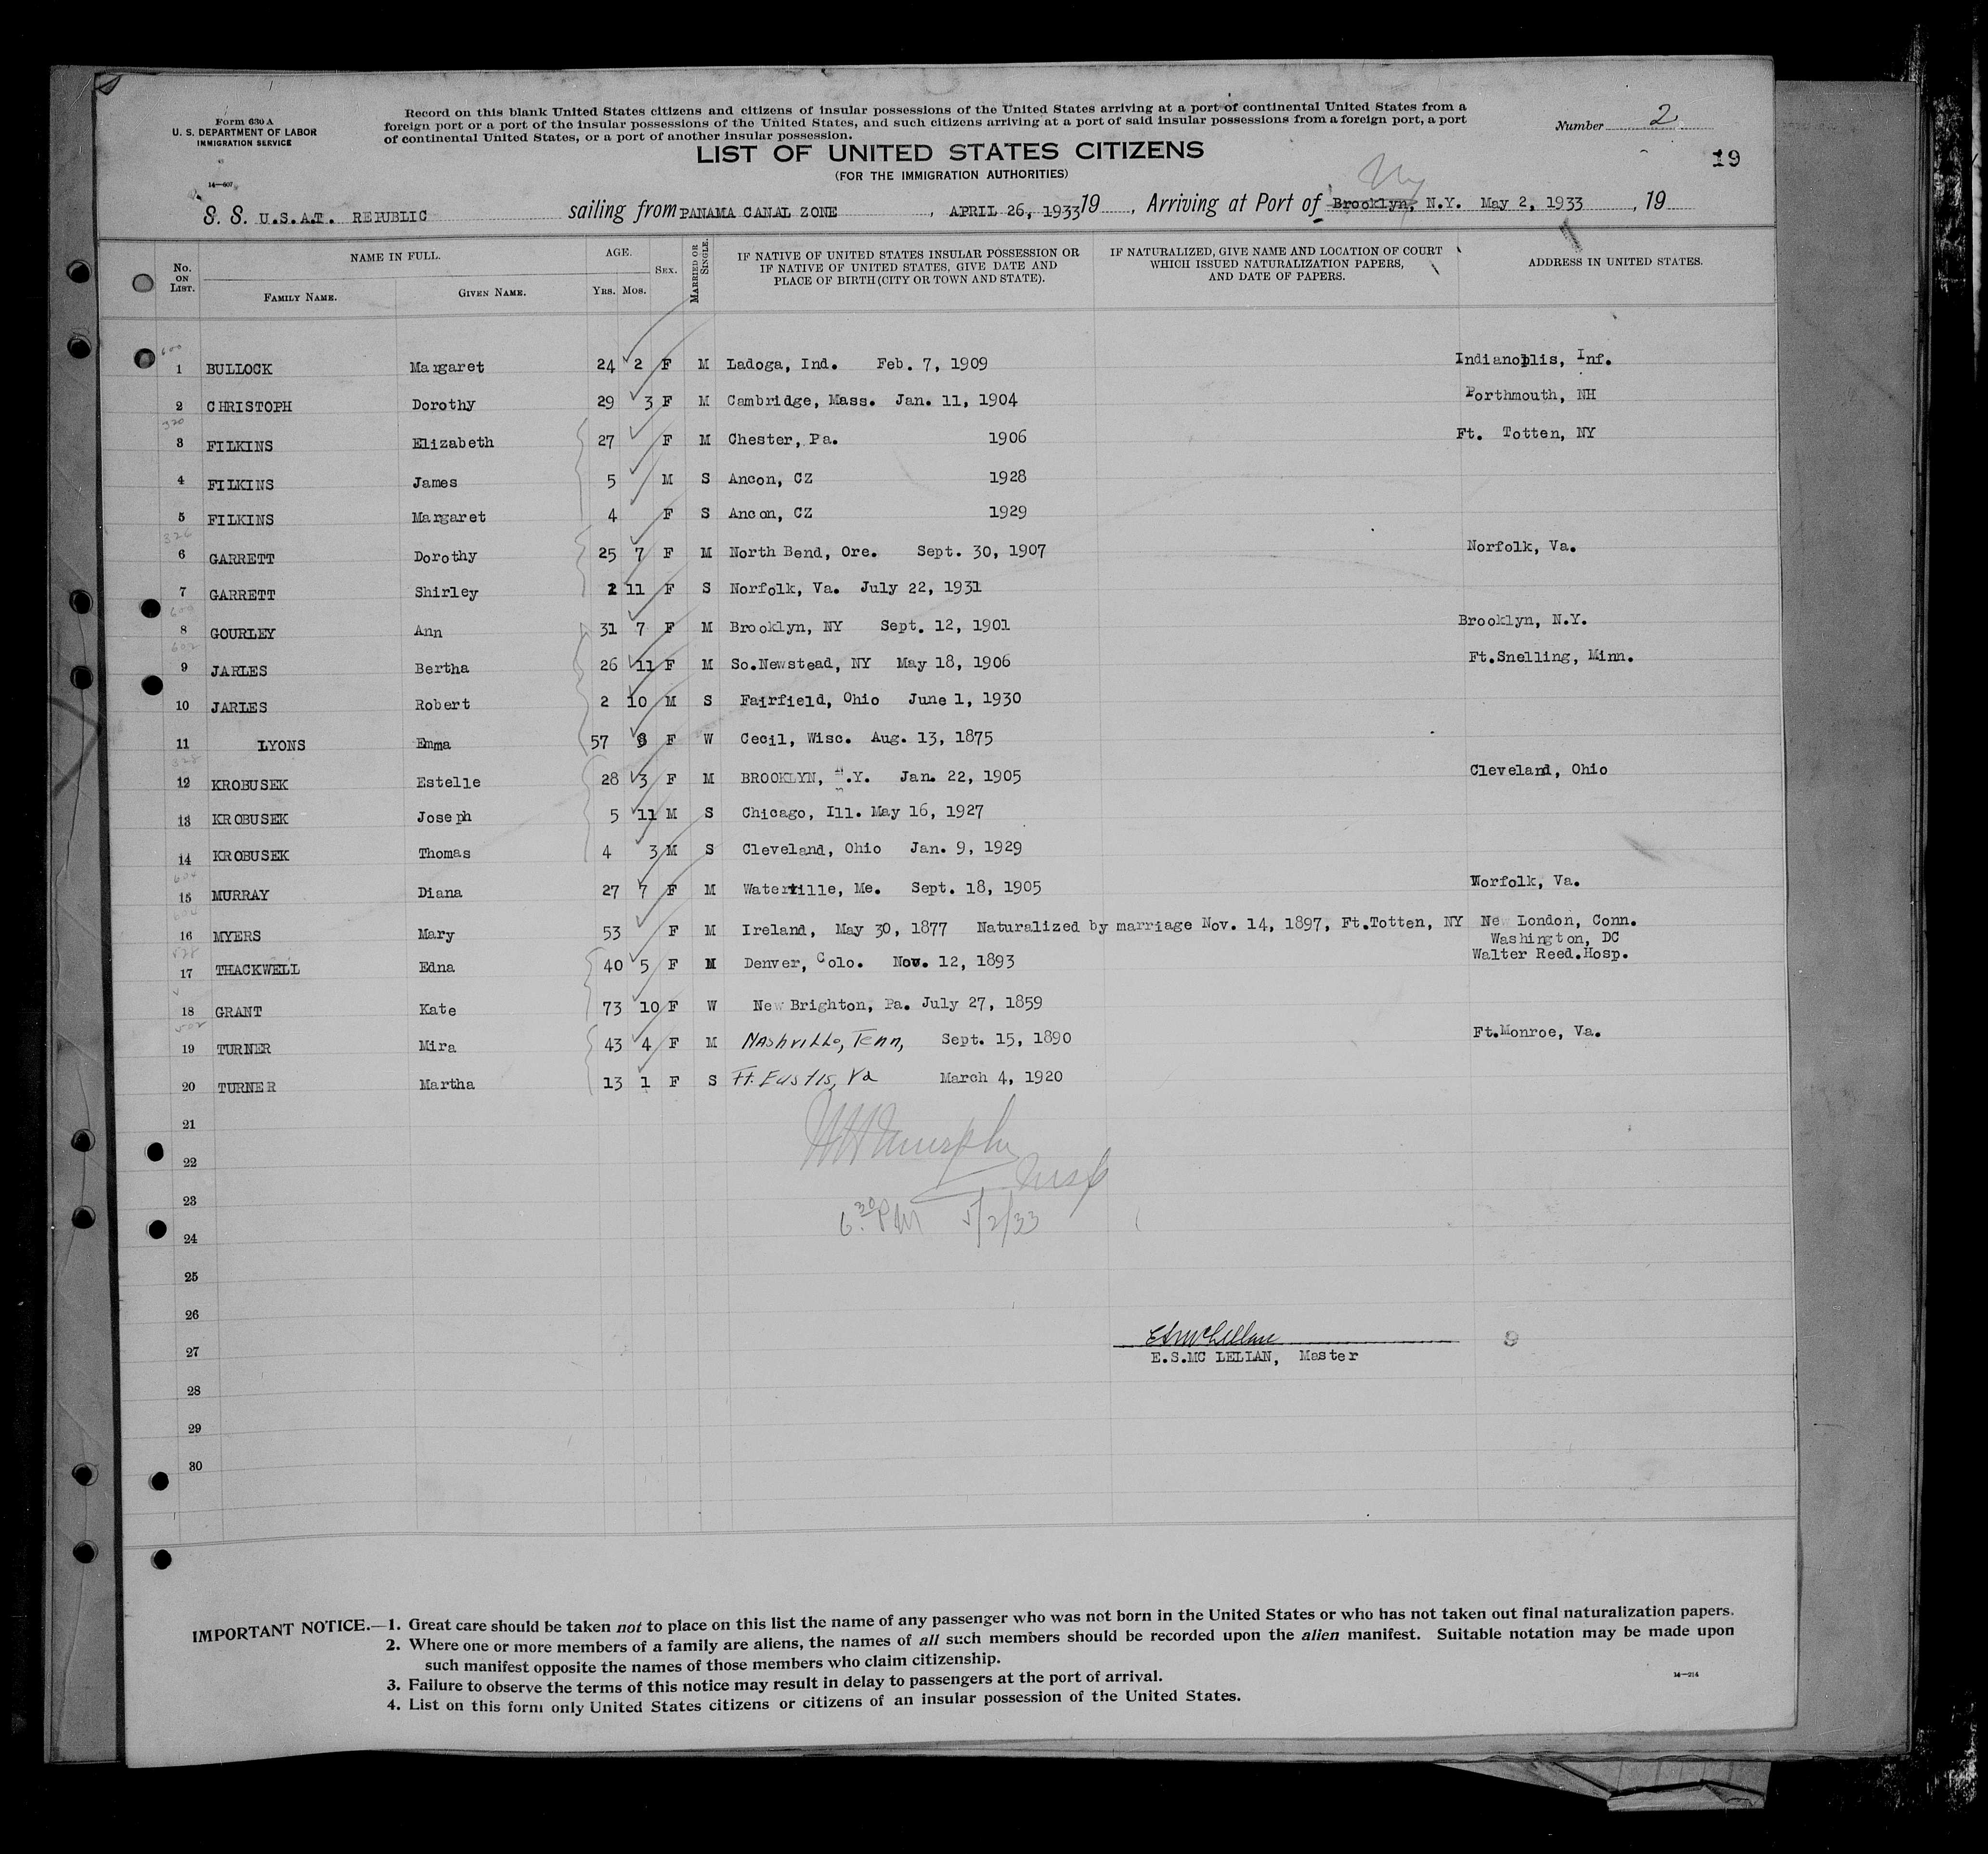 Form 630 A
U. S. DEPARTMENT OF LABOR
IMMIGRATION SERVICE
14—607
Record on this blank United States citizens and citizens of insular possessions of the United States arriving at a port of continental United States from a
foreign port or a port of the insular possessions of the United States, and such citizens arriving at a port of said insular possessions from a foreign port, a port
of continental United States, or a port of another insular possession.
Number 2
LIST OF UNITED STATES CITIZENS
(FOR THE IMMIGRATION AUTHORITIES)
19
S. S. U.S.A.T. REPUBLIC sailing from PANAMA CANAL ZONE, APRIL 26, 1933 19, Arriving at Port of Brooklyn, N.Y. May 2, 1933, 19
NY
No. ON LIST. NAME IN FULL. FAMILY NAME. GIVEN NAME. AGE. YRS. MOS. SEX. MARRIED OR SINGLE. IF NATIVE OF UNITED STATES INSULAR POSSESSION OR IF NATIVE OF UNITED STATES, GIVE DATE AND PLACE OF BIRTH (CITY OR TOWN AND STATE). IF NATURALIZED, GIVE NAME AND LOCATION OF COURT WHICH ISSUED NATURALIZATION PAPERS, AND DATE OF PAPERS. ADDRESS IN UNITED STATES.
600
1 BULLOCK Margaret 24 2 F M Ladoga, Ind. Feb. 7, 1909 Indianoplis, Inf.
2 CHRISTOPH Dorothy 29 3 F M Cambridge, Mass. Jan. 11, 1904 Porthmouth, NH
320
3 FILKINS Elizabeth 27 F M Chester, Pa. 1906 Ft. Totten, NY
4 FILKINS James 5 M S Ancon, CZ 1928
5 FILKINS Margaret 4 F S Ancon, CZ 1929
326
6 GARRETT Dorothy 25 7 F M North Bend, Ore. Sept. 30, 1907 Norfolk, Va.
7 GARRETT Shirley 2 11 F S Norfolk, Va. July 22, 1931
8 GOURLEY Ann 31 7 F M Brooklyn, NY Sept. 12, 1901 Brooklyn, N.Y.
602
9 JARLES Bertha 26 11 F M So.Newstead, NY May 18, 1906 Ft.Snelling, Minn.
10 JARLES Robert 2 10 M S Fairfield, Ohio June 1, 1930
11 LYONS Emma 57 8 F W Cecil, Wisc. Aug. 13, 1875
328
12 KROBUSEK Estelle 28 3 F M BROOKLYN, N.Y. Jan. 22, 1905 Cleveland, Ohio
13 KROBUSEK Joseph 5 11 M S Chicago, Ill. May 16, 1927
14 KROBUSEK Thomas 4 3 M S Cleveland, Ohio Jan. 9, 1929
604
15 MURRAY Diana 27 7 F M Waterville, Me. Sept. 18, 1905 Norfolk, Va.
604
16 MYERS Mary 53 F M Ireland, May 30, 1877 Naturalized by marriage Nov. 14, 1897, Ft.Totten, NY New London, Conn.
Washington, DC
17 THACKWELL Edna 40 5 F M Denver, Colo. Nov. 12, 1893 Walter Reed.Hosp.
18 GRANT Kate 73 10 F W New Brighton, Pa. July 27, 1859
502
19 TURNER Mira 43 4 F M Nashville, Tenn, Sept. 15, 1890 Ft.Monroe, Va.
20 TURNER Martha 13 1 F S Ft. Eustis, Va March 4, 1920
21
22
23
24
25
26
27
28
29
30
HH Murphy
Insp
6:30 PM 5/2/33
ESMcLellan
E.S.MC LELLAN, Master
9
IMPORTANT NOTICE.—1. Great care should be taken not to place on this list the name of any passenger who was not born in the United States or who has not taken out final naturalization papers.
2. Where one or more members of a family are aliens, the names of all such members should be recorded upon the alien manifest. Suitable notation may be made upon
such manifest opposite the names of those members who claim citizenship.
3. Failure to observe the terms of this notice may result in delay to passengers at the port of arrival.
4. List on this form only United States citizens or citizens of an insular possession of the United States.
14—214